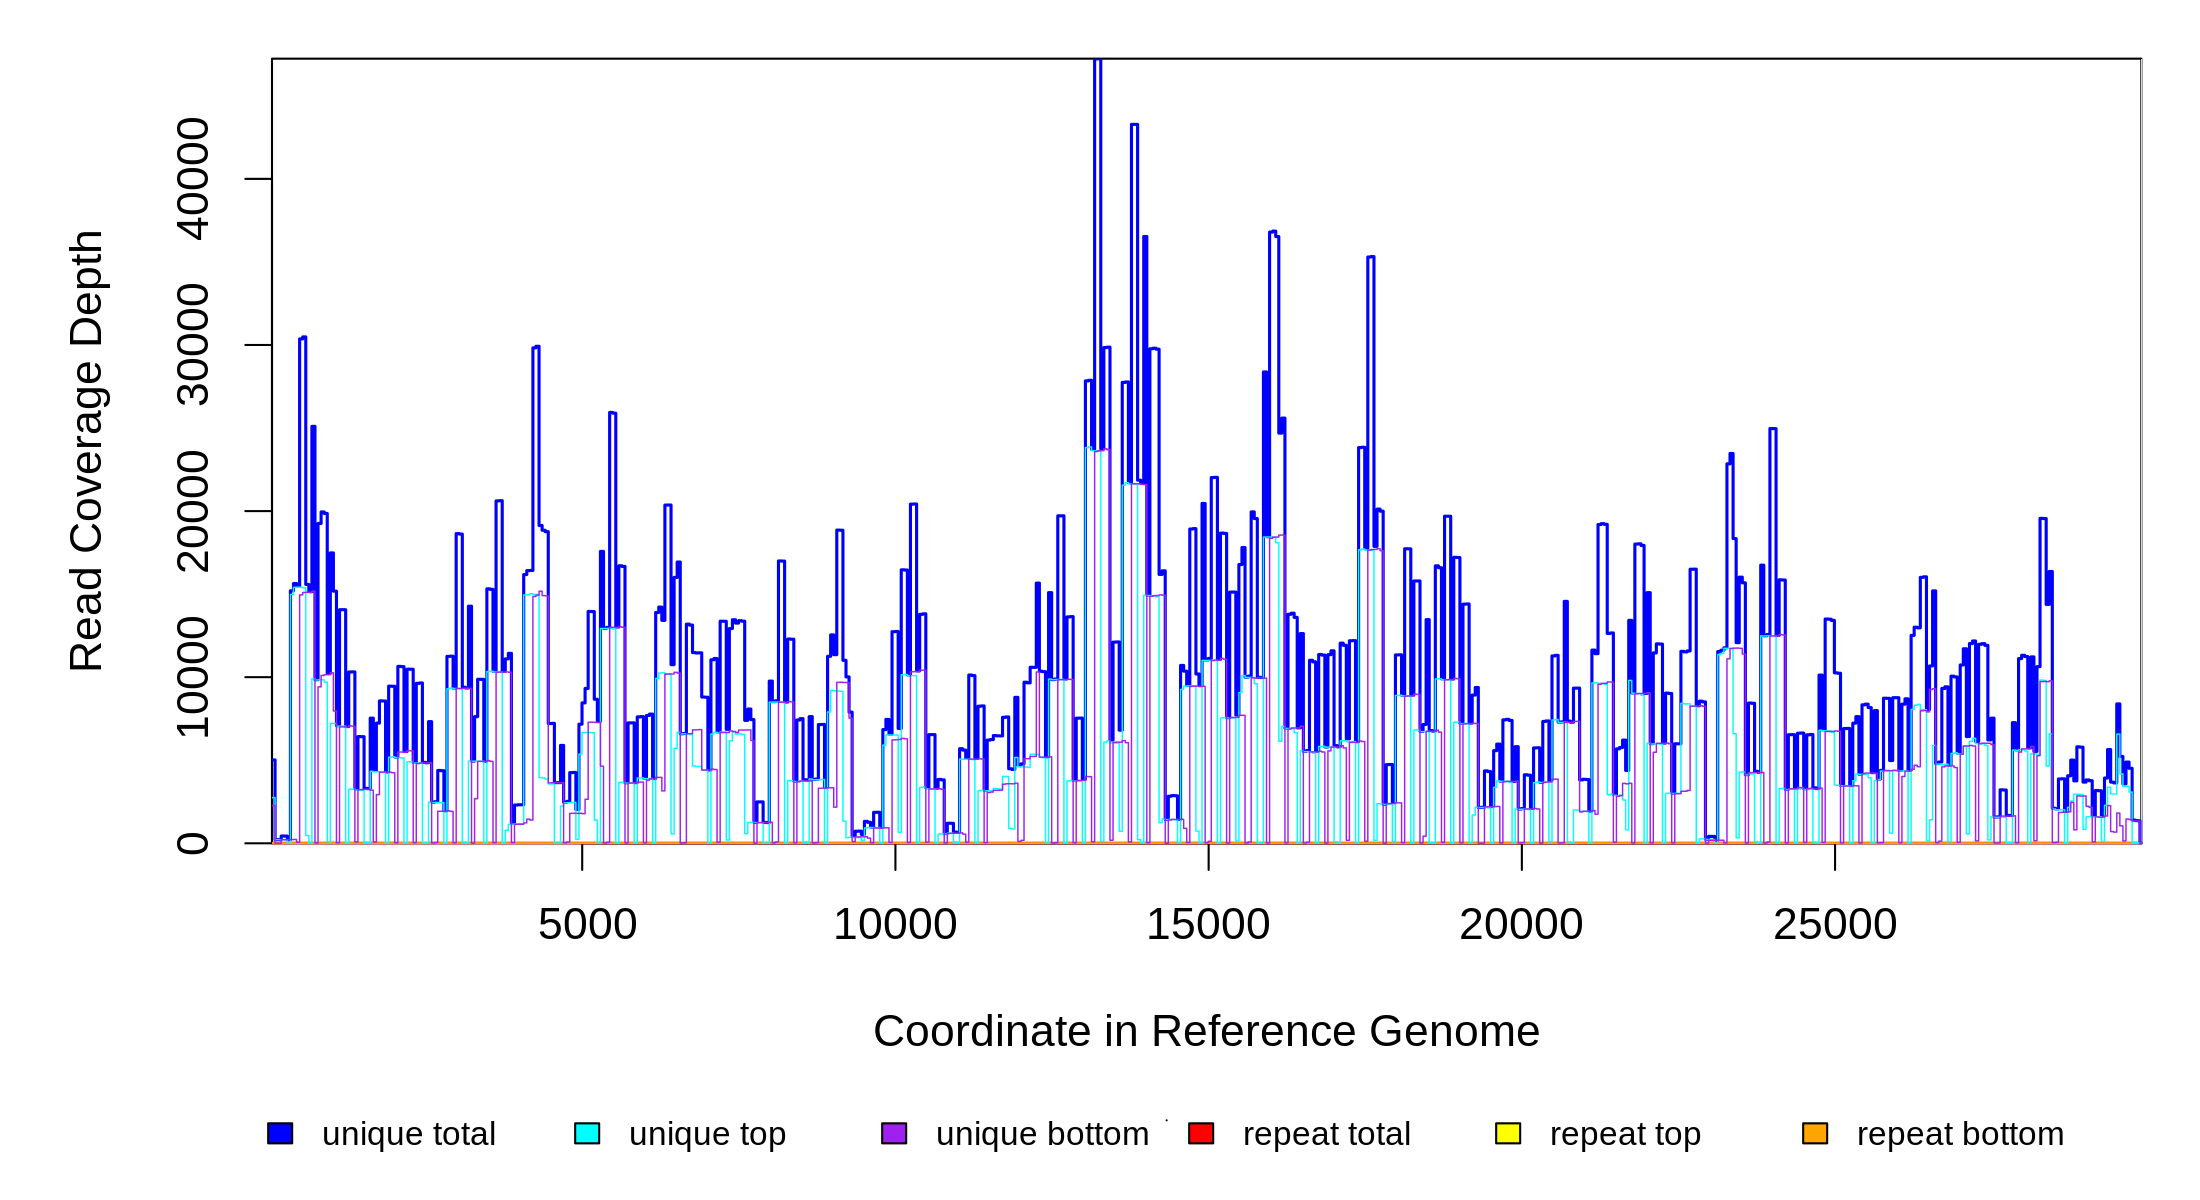 Read Coverage Depth
40000
30000
20000
10000
0
5000 10000 15000 20000 25000
Coordinate in Reference Genome
unique total unique top unique bottom repeat total repeat top repeat bottom